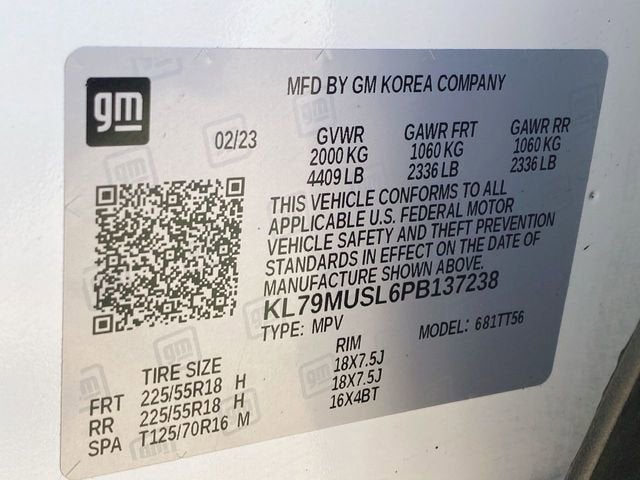 gm
MFD BY GM KOREA COMPANY
02/23 GVWR GAWR FRT GAWR RR
2000 KG 1060 KG 1060 KG
4409 LB 2336 LB 2336 LB
THIS VEHICLE CONFORMS TO ALL
APPLICABLE U.S. FEDERAL MOTOR
VEHICLE SAFETY AND THEFT PREVENTION
STANDARDS IN EFFECT ON THE DATE OF
MANUFACTURE SHOWN ABOVE.
KL79MUSL6PB137238
TYPE: MPV MODEL: 681TT56
TIRE SIZE RIM
FRT 225/55R18 H 18X7.5J
RR 225/55R18 H 18X7.5J
SPA T125/70R16 M 16X4BT